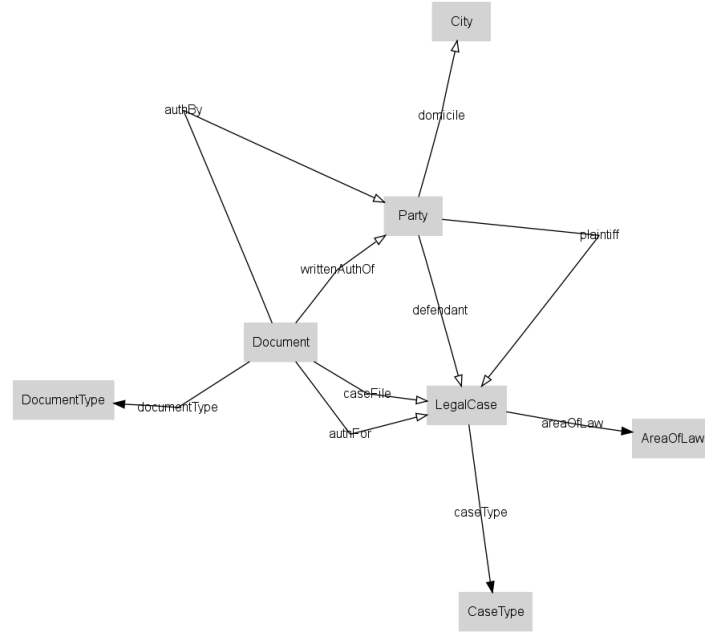 City
authBy
domicile
Party
plaintiff
writtenAuthOf
defendant
Document
DocumentType
documentType
caseFile
LegalCase
authFor
areaOfLaw
AreaOfLaw
caseType
CaseType